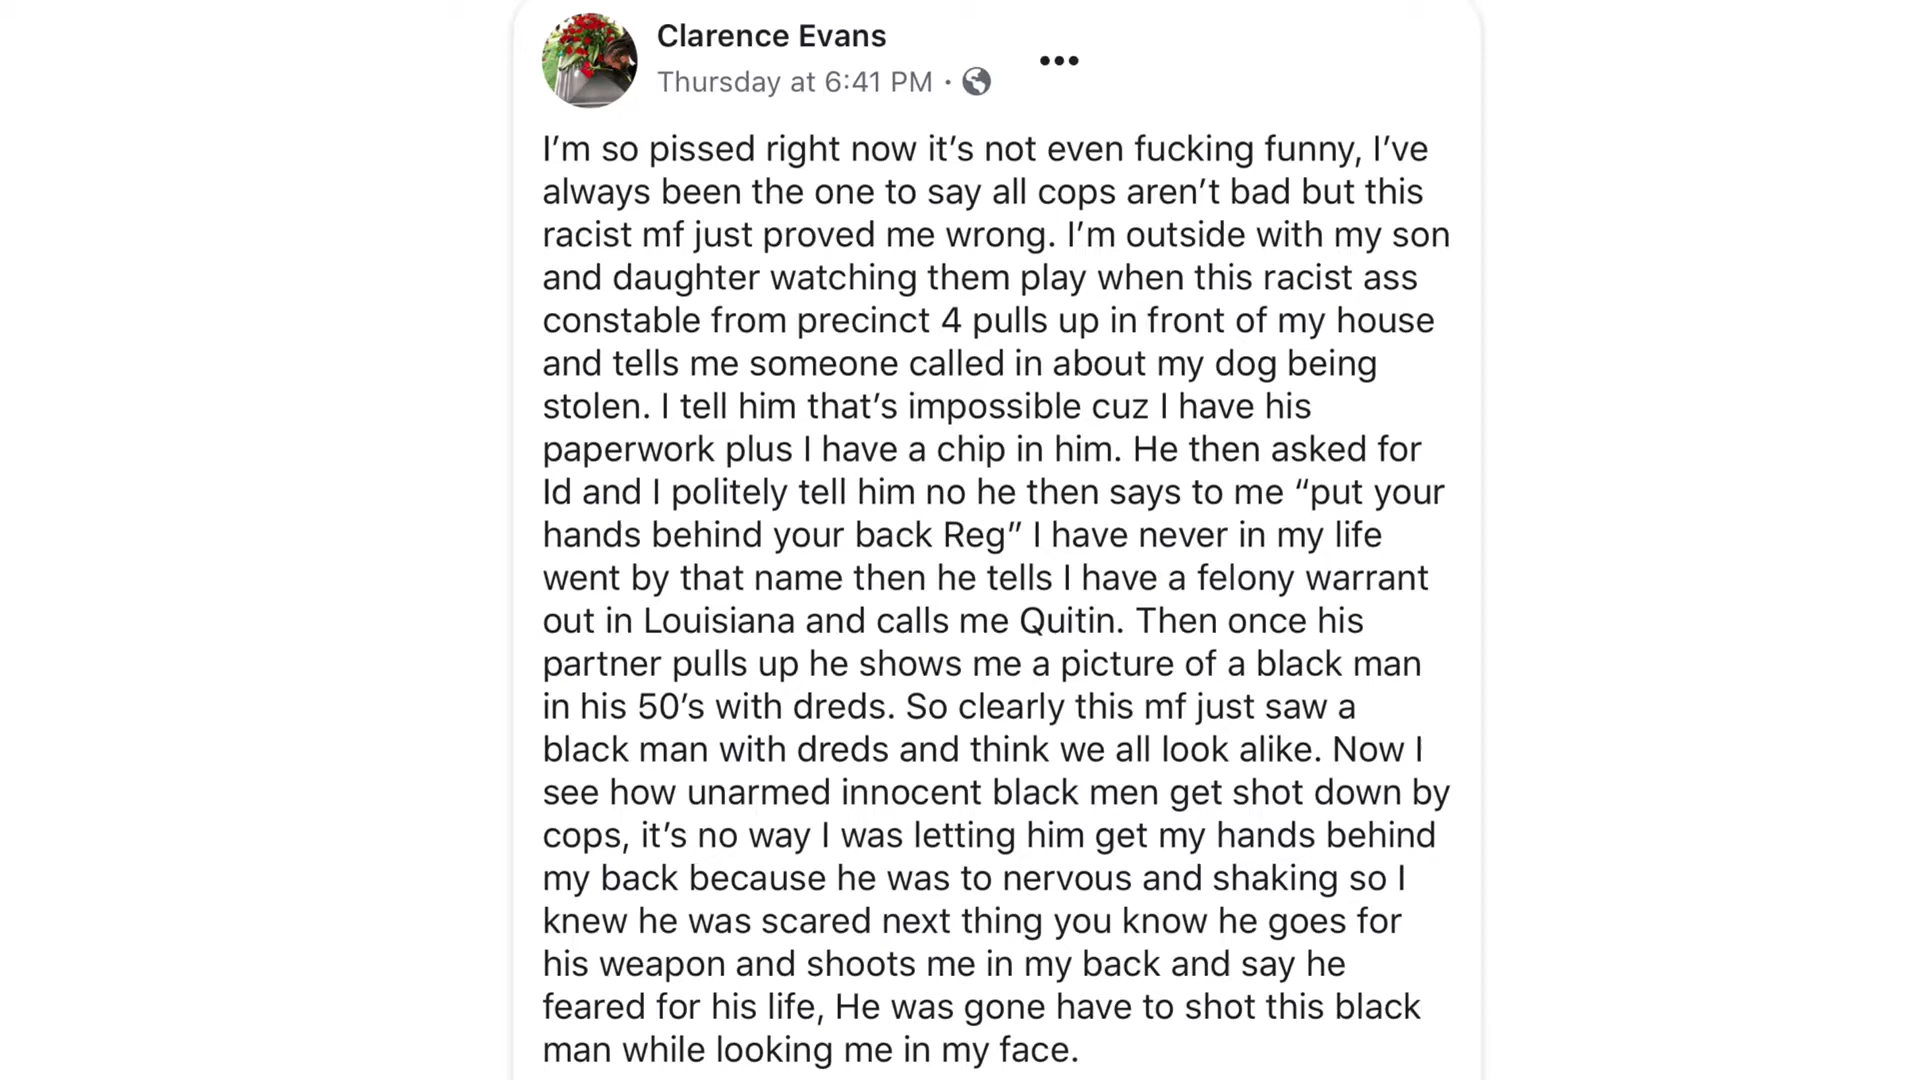 Clarence Evans
Thursday at 6:41 PM ·
I’m so pissed right now it’s not even fucking funny, I’ve
always been the one to say all cops aren’t bad but this
racist mf just proved me wrong. I’m outside with my son
and daughter watching them play when this racist ass
constable from precinct 4 pulls up in front of my house
and tells me someone called in about my dog being
stolen. I tell him that’s impossible cuz I have his
paperwork plus I have a chip in him. He then asked for
Id and I politely tell him no he then says to me “put your
hands behind your back Reg” I have never in my life
went by that name then he tells I have a felony warrant
out in Louisiana and calls me Quitin. Then once his
partner pulls up he shows me a picture of a black man
in his 50’s with dreds. So clearly this mf just saw a
black man with dreds and think we all look alike. Now I
see how unarmed innocent black men get shot down by
cops, it’s no way I was letting him get my hands behind
my back because he was to nervous and shaking so I
knew he was scared next thing you know he goes for
his weapon and shoots me in my back and say he
feared for his life, He was gone have to shot this black
man while looking me in my face.